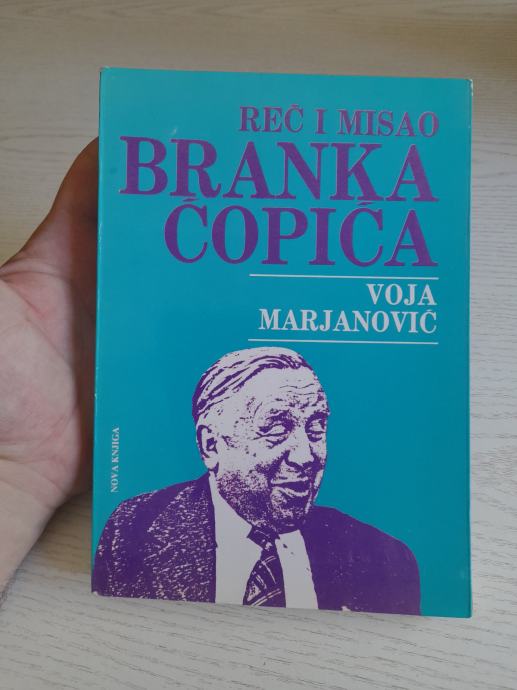 REČ I MISAO
BRANKA
ĆOPIĆA
VOJA
MARJANOVIĆ
NOVA KNJIGA